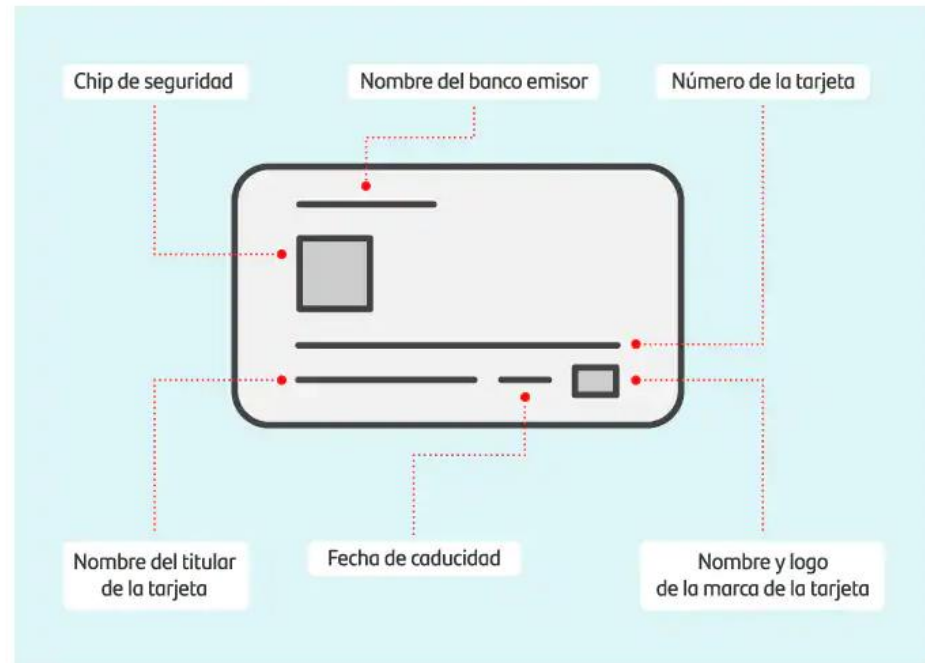 Chip de seguridad
Nombre del banco emisor
Número de la tarjeta
Nombre del titular
de la tarjeta
Fecha de caducidad
Nombre y logo
de la marca de la tarjeta